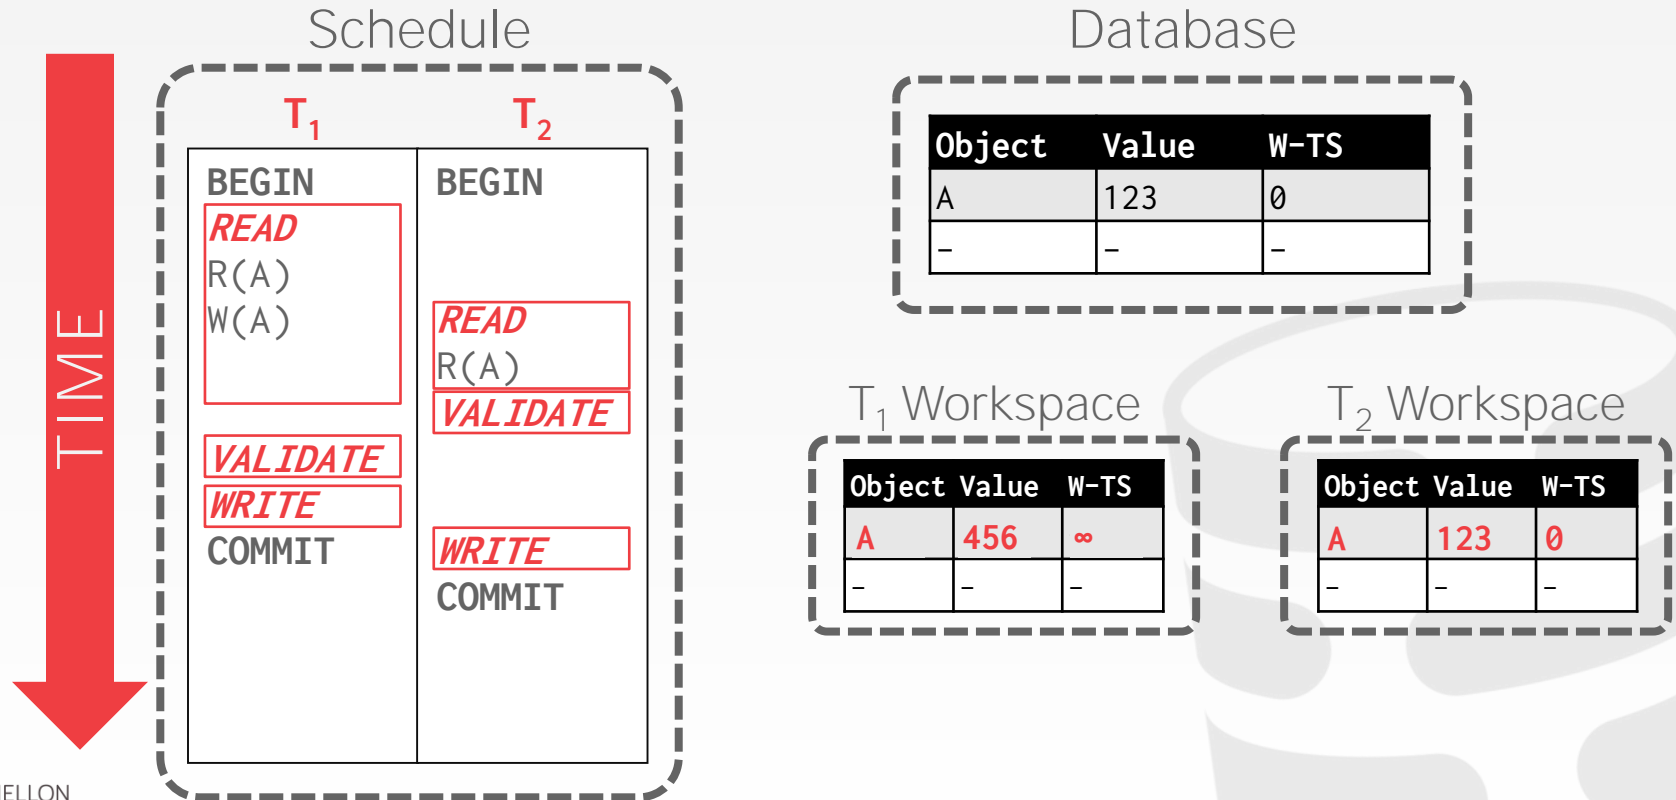 Schedule
TIME
T₁ T₂
BEGIN BEGIN
READ
R(A)
W(A) READ
R(A)
VALIDATE
VALIDATE
WRITE
COMMIT WRITE
COMMIT
Database
Object Value W-TS
A 123 0
- - -
T₁ Workspace
Object Value W-TS
A 456 ∞
- - -
T₂ Workspace
Object Value W-TS
A 123 0
- - -